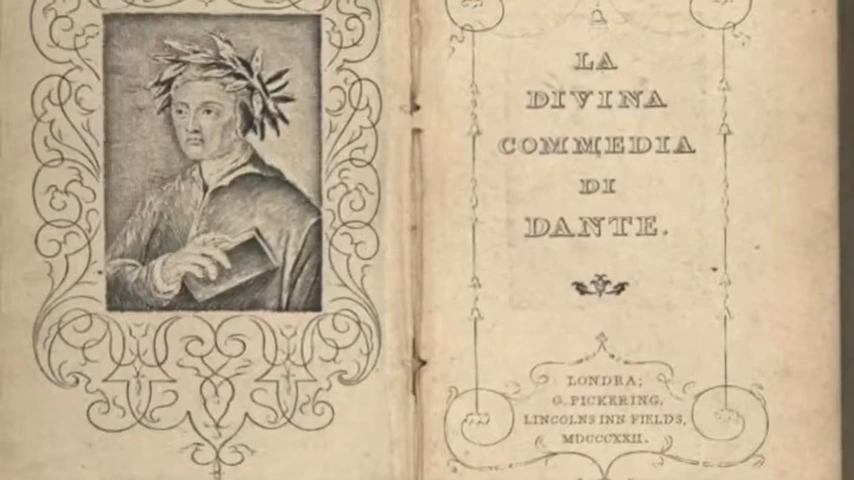 LA
DIVINA
COMMEDIA
DI
DANTE.
LONDRA;
G. PICKERING,
LINCOLNS INN FIELDS,
MDCCCXXII.